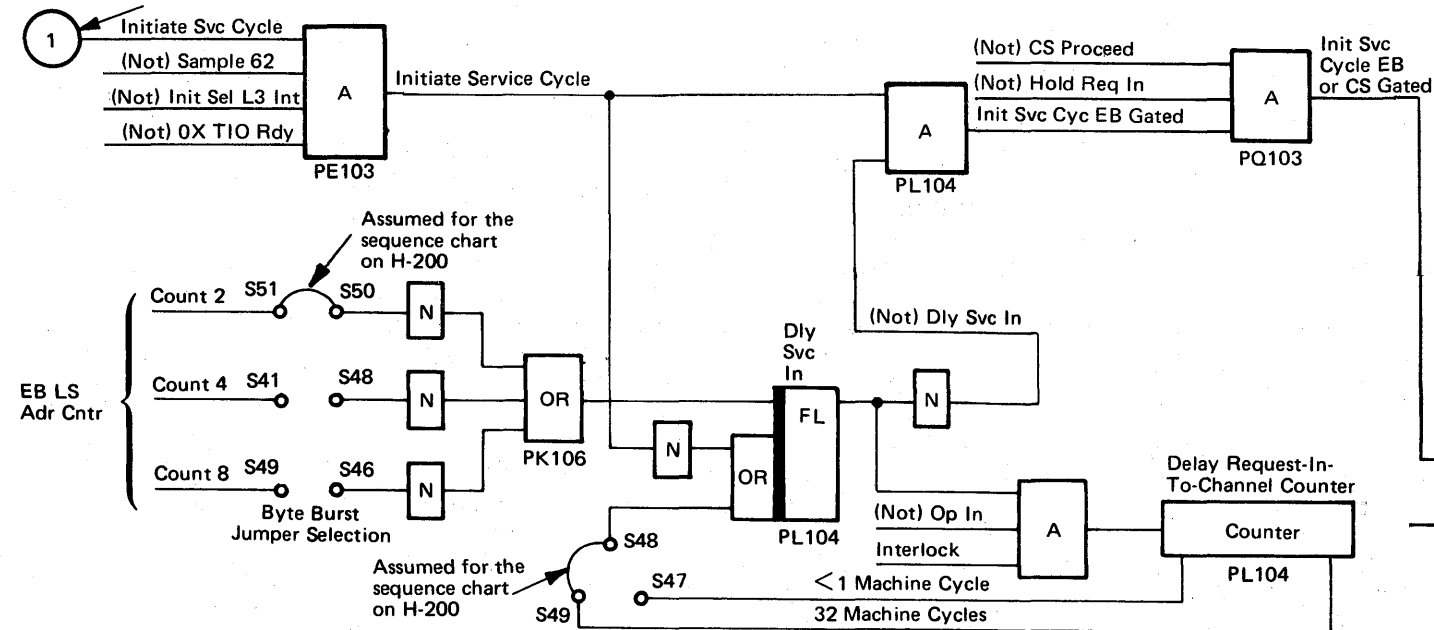 1
Initiate Svc Cycle
(Not) Sample 62
(Not) Init Sel L3 Int
(Not) 0X TIO Rdy
A
PE103
Initiate Service Cycle
A
PL104
(Not) CS Proceed
(Not) Hold Req In
Init Svc Cyc EB Gated
A
PQ103
Init Svc
Cycle EB
or CS Gated
Assumed for the
sequence chart
on H-200
EB LS
Adr Cntr
Count 2
S51
S50
N
Count 4
S41
S48
N
Count 8
S49
S46
N
Byte Burst
Jumper Selection
OR
PK106
N
OR
Dly
Svc
In
FL
PL104
(Not) Dly Svc In
N
(Not) Op In
Interlock
A
Delay Request-In-
To-Channel Counter
Counter
PL104
Assumed for the
sequence chart
on H-200
S48
S49
S47
<1 Machine Cycle
32 Machine Cycles